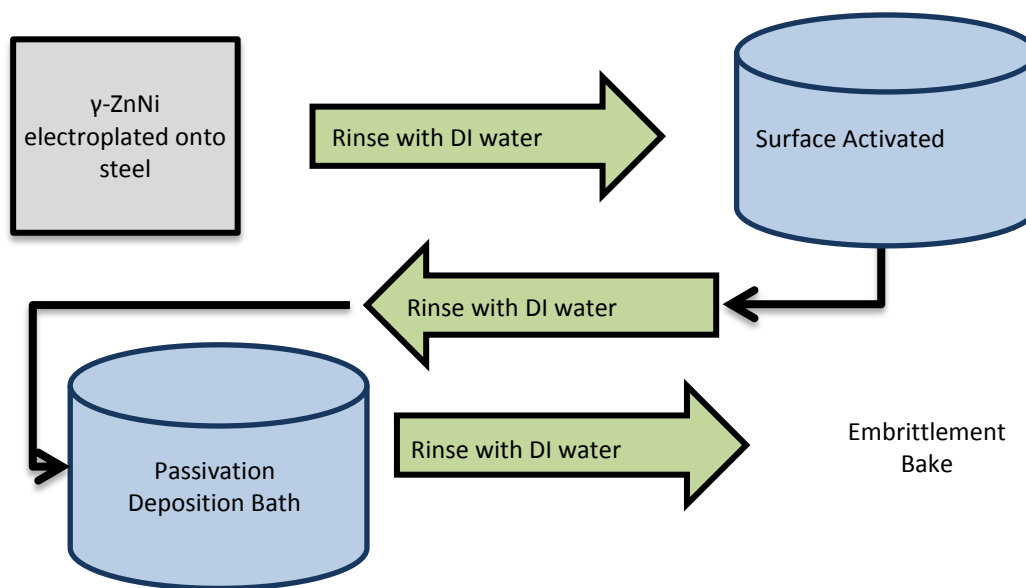 γ-ZnNi
electroplated onto
steel
Rinse with DI water
Surface Activated
Rinse with DI water
Passivation
Deposition Bath
Rinse with DI water
Embrittlement
Bake